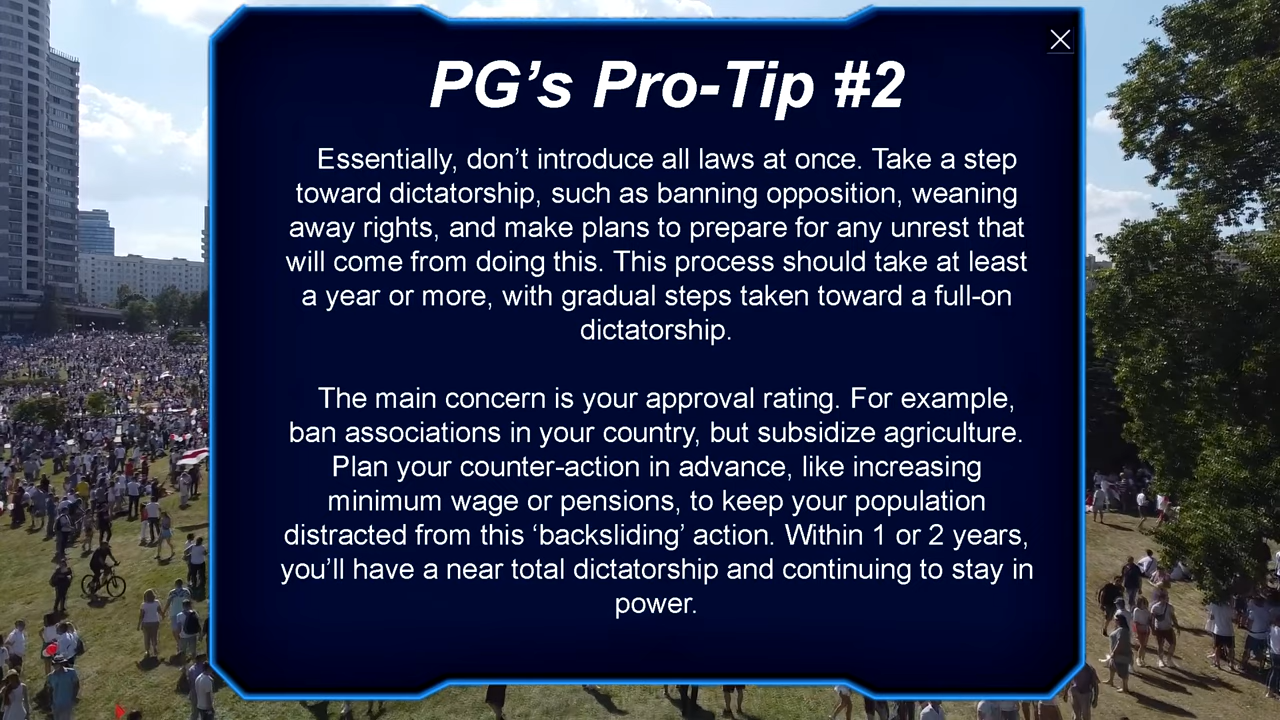 PG’s Pro-Tip #2
Essentially, don’t introduce all laws at once. Take a step
toward dictatorship, such as banning opposition, weaning
away rights, and make plans to prepare for any unrest that
will come from doing this. This process should take at least
a year or more, with gradual steps taken toward a full-on
dictatorship.
The main concern is your approval rating. For example,
ban associations in your country, but subsidize agriculture.
Plan your counter-action in advance, like increasing
minimum wage or pensions, to keep your population
distracted from this ‘backsliding’ action. Within 1 or 2 years,
you’ll have a near total dictatorship and continuing to stay in
power.